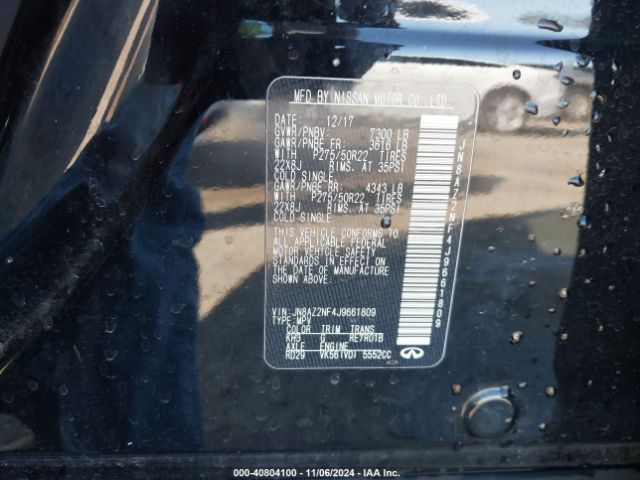 MFD BY NISSAN MOTOR CO.,LTD.
DATE: 12/17
GVWR/PNBV: 7300 LB
GAWR/PNBE FR: 3616 LB
WITH P275/50R22 TIRES
22X8J RIMS. AT 35PSI
COLD SINGLE.
GAWR/PNBE RR: 4343 LB
WITH P275/50R22, TIRES
22X8J RIMS. AT 35PSI
COLD SINGLE.
THIS VEHICLE CONFORMS TO
ALL APPLICABLE FEDERAL
MOTOR VEHICLE SAFETY
STANDARDS IN EFFECT ON
THE DATE OF MANUFACTURE
SHOWN ABOVE.
VIN: JN8AZ2NF4J9661809
TYPE: MPV
COLOR TRIM TRANS
KH3 G RE7R01B
AXLE ENGINE
RD29 VK56(VD) 5552CC
JN8AZ2NF4J9661809
000-40804100 - 11/06/2024 - IAA Inc.